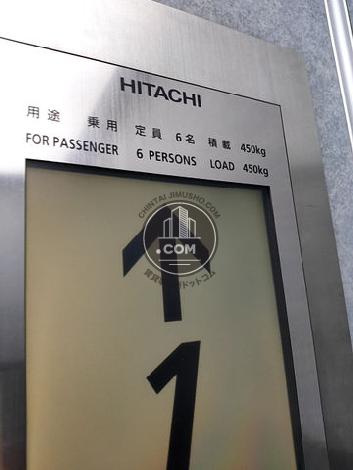 HITACHI
用途 乗用 定員 6名 積載 450kg
FOR PASSENGER 6 PERSONS LOAD 450kg
CHINTAI JIMUSHO.COM
.COM
1